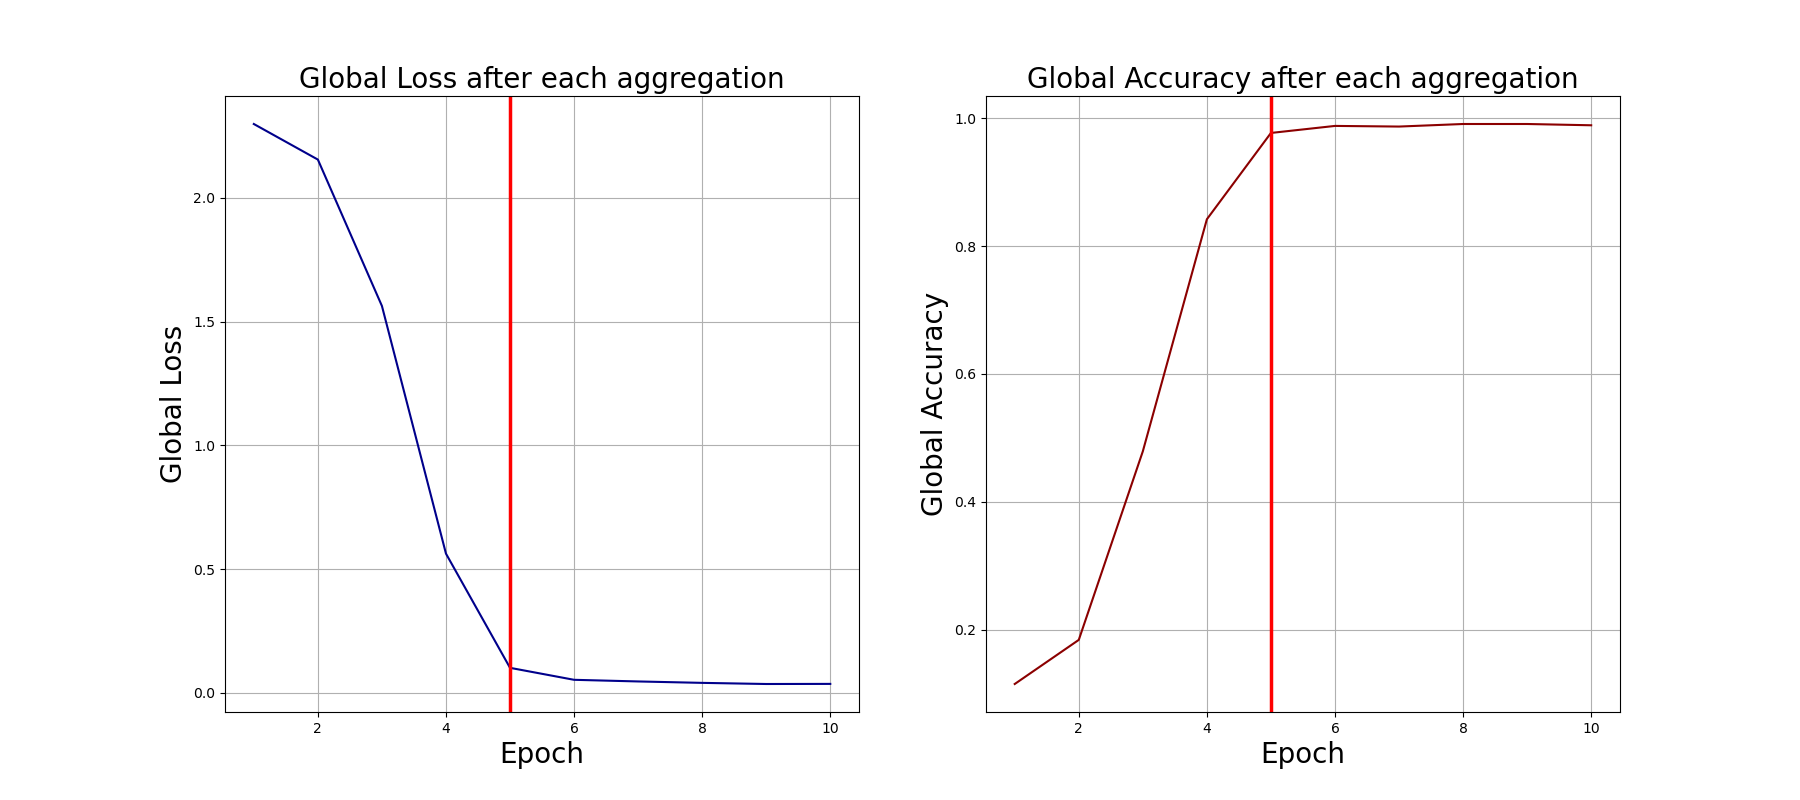 Global Loss after each aggregation
2.0
1.5
1.0
0.5
0.0
Global Loss
2 4 6 8 10
Epoch
Global Accuracy after each aggregation
1.0
0.8
0.6
0.4
0.2
Global Accuracy
2 4 6 8 10
Epoch